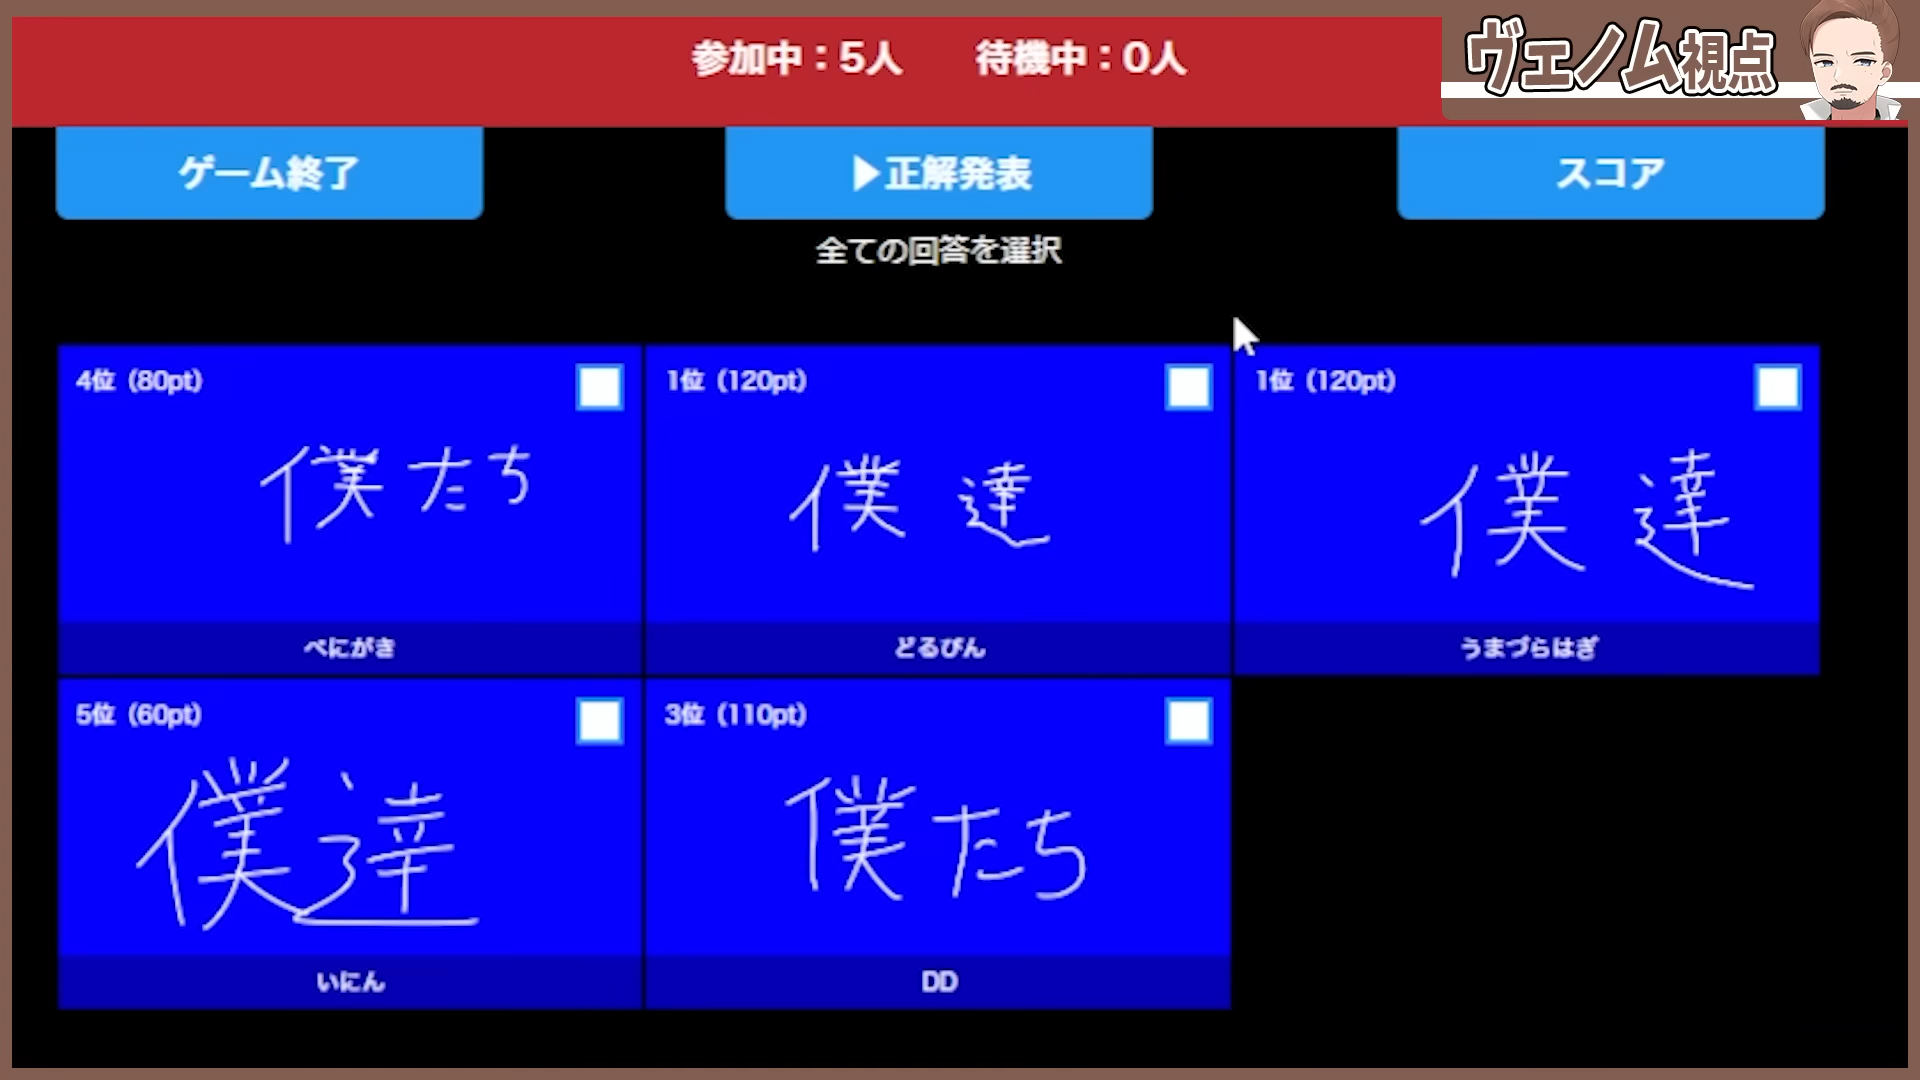 参加中：5人 待機中：0人
ヴェノム視点
ゲーム終了
▶正解発表
スコア
全ての回答を選択
4位（80pt）
僕たち
べにがき
1位（120pt）
僕達
どるぴん
1位（120pt）
僕達
うまづらはぎ
5位（60pt）
僕達
いにん
3位（110pt）
僕たち
DD